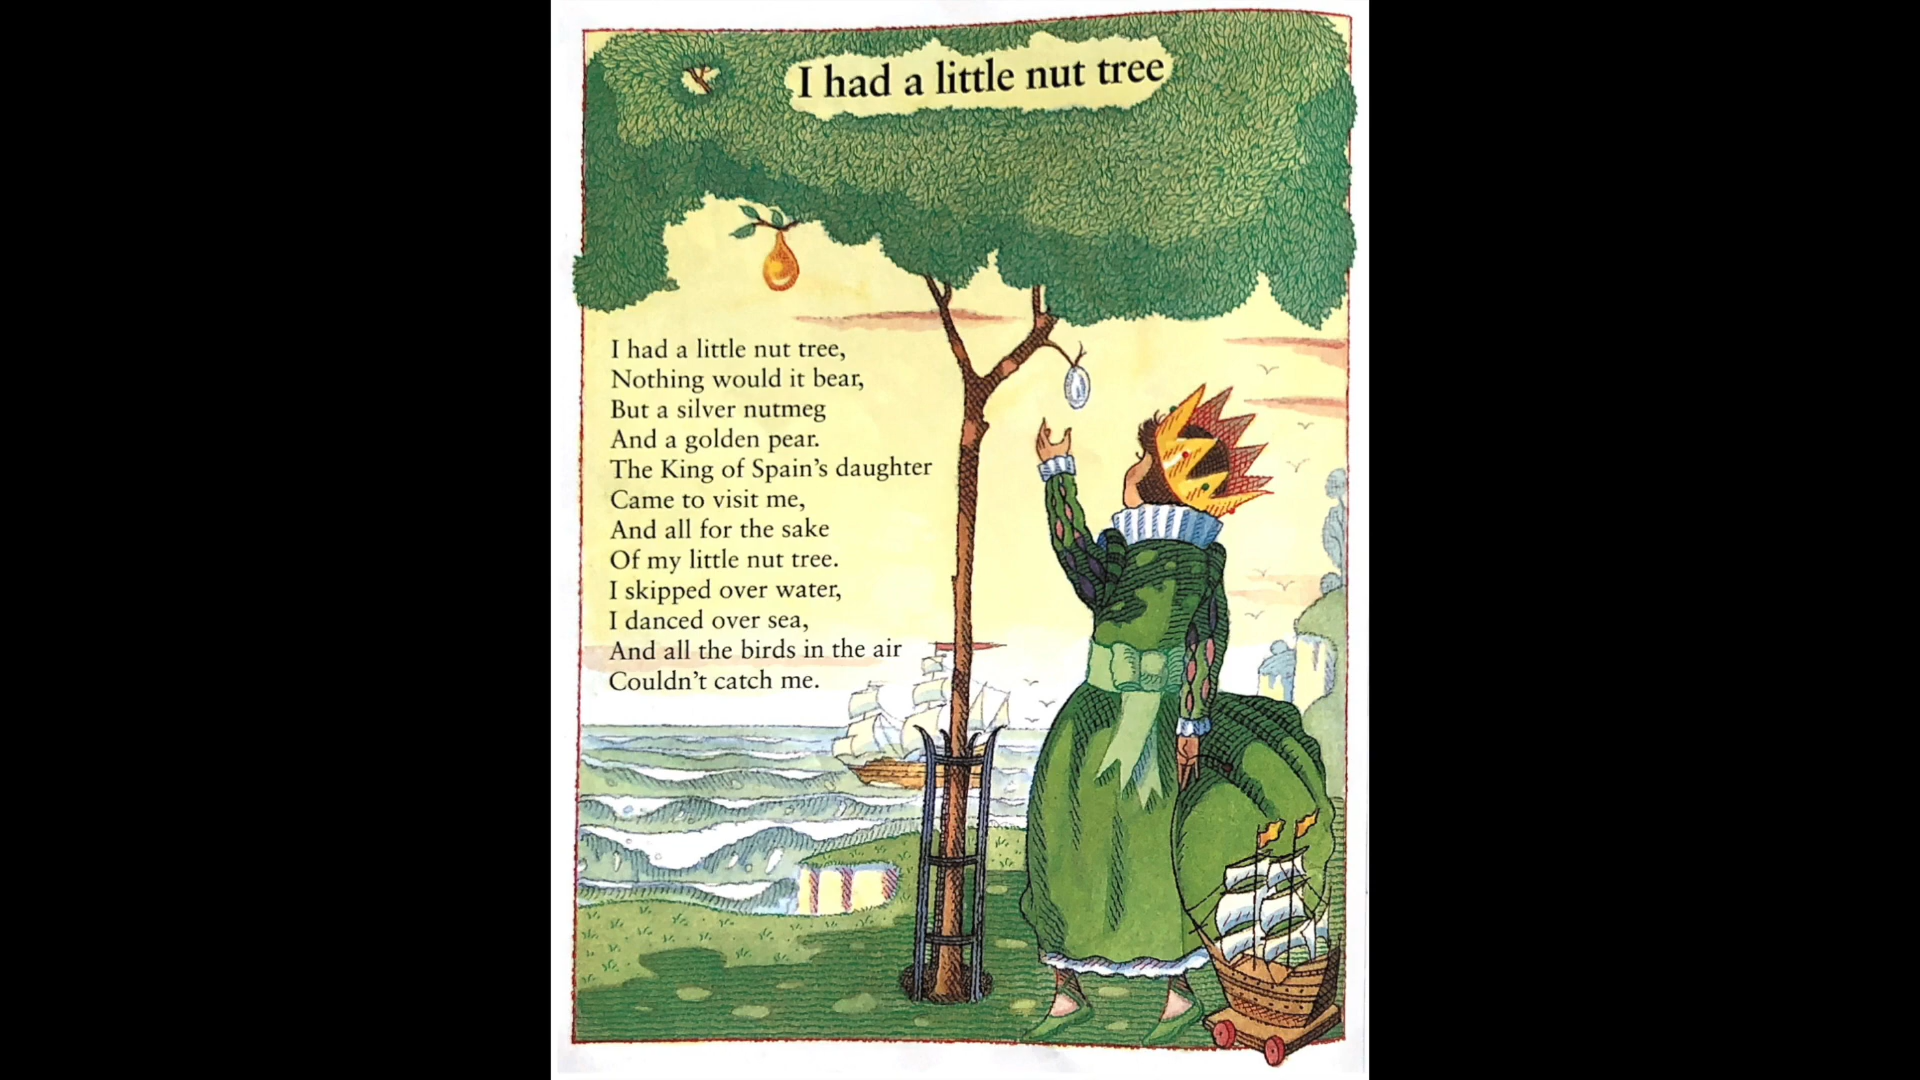 I had a little nut tree
I had a little nut tree,
Nothing would it bear,
But a silver nutmeg
And a golden pear.
The King of Spain's daughter
Came to visit me,
And all for the sake
Of my little nut tree.
I skipped over water,
I danced over sea,
And all the birds in the air
Couldn't catch me.